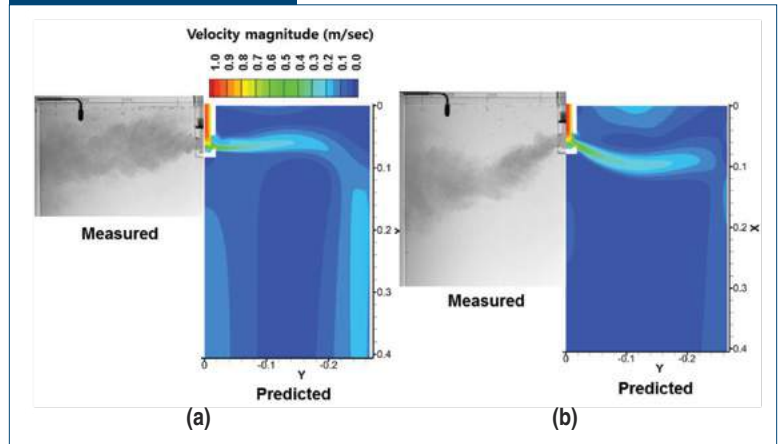 Velocity magnitude (m/sec)
1.0 0.9 0.8 0.7 0.6 0.5 0.4 0.3 0.2 0.1 0.0
0
0.1
0.2
0.3
0.4
0 -0.1 -0.2
Y
Measured
Predicted
(a)
0
0.1
0.2 X
0.3
0.4
0 -0.1 -0.2
Y
Measured
Predicted
(b)